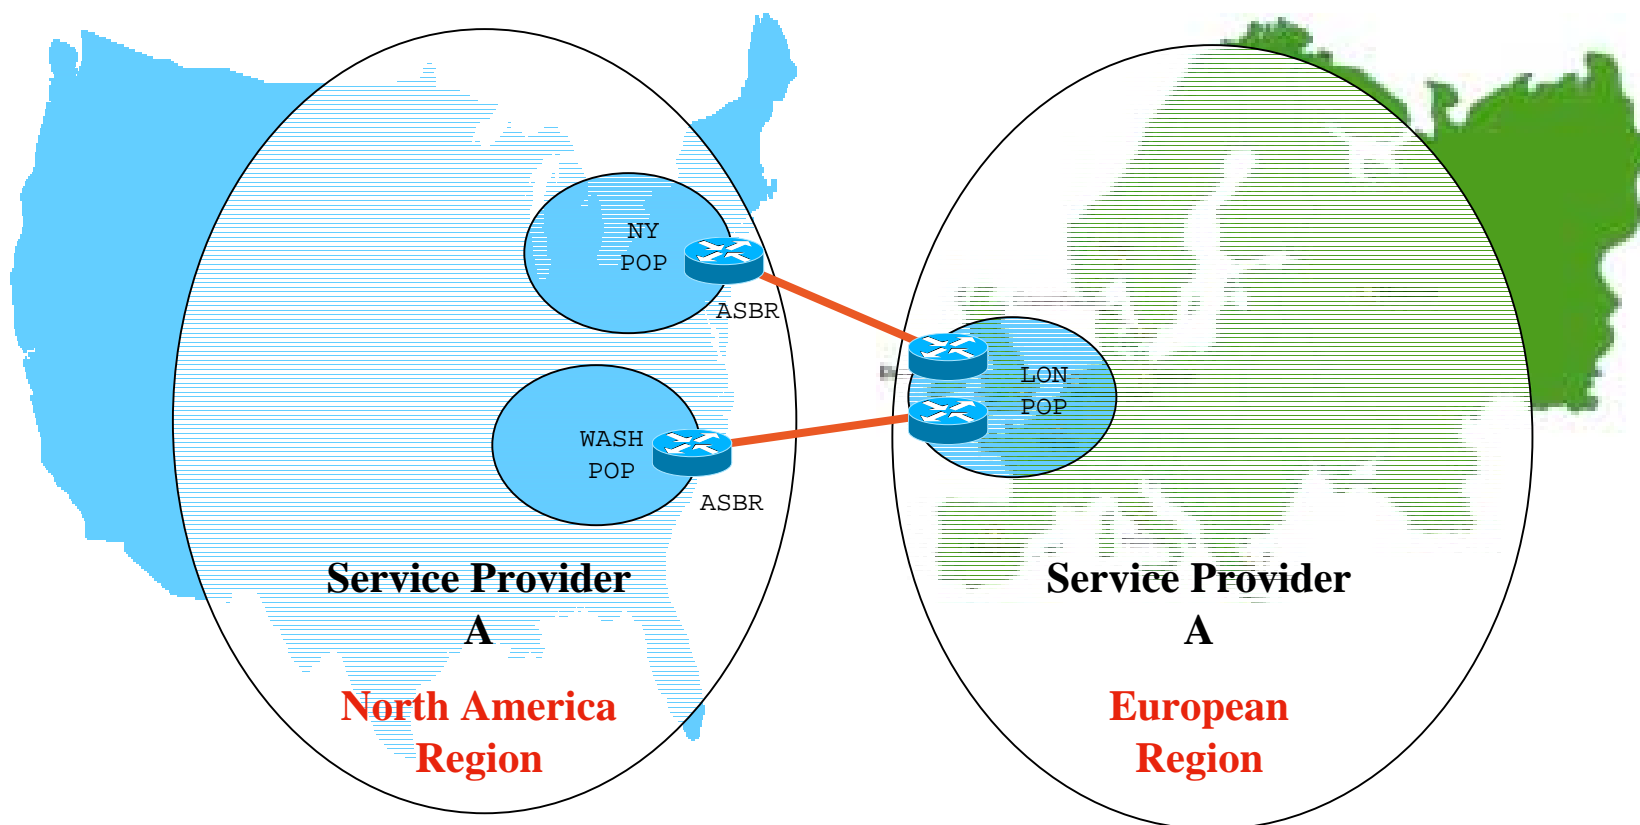 NY
POP
ASBR
WASH
POP
ASBR
LON
POP
Service Provider
A
North America
Region
Service Provider
A
European
Region